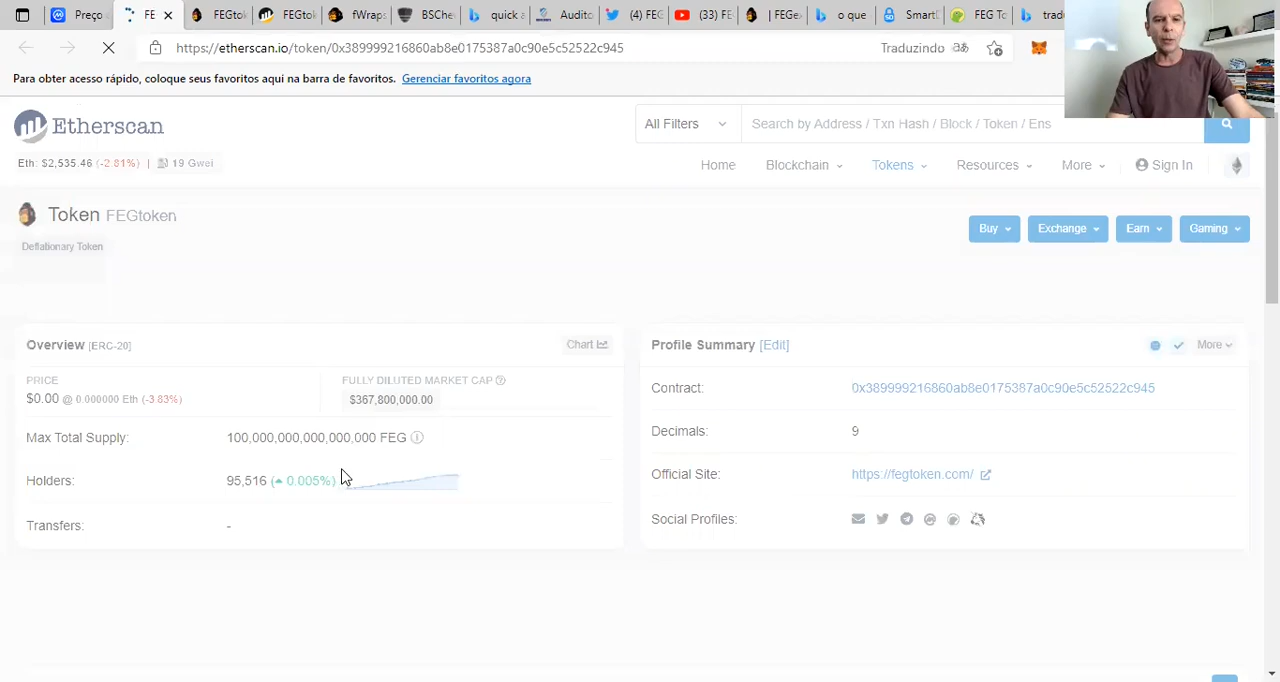 Preço
FE
FEGtok
FEGtok
fWraps
BSChe
quick a
Audito
(4) FEG
(33) FE
| FEGe
o que
SmartD
FEG To
trad
https://etherscan.io/token/0x389999216860ab8e0175387a0c90e5c52522c945
Traduzindo
Para obter acesso rápido, coloque seus favoritos aqui na barra de favoritos. Gerenciar favoritos agora
Etherscan
All Filters
Search by Address / Txn Hash / Block / Token / Ens
Eth: $2,535.46 (-2.81%) | 19 Gwei
Home Blockchain Tokens Resources More Sign In
Token FEGtoken
Buy Exchange Earn Gaming
Deflationary Token
Overview [ERC-20]
Chart
PRICE
$0.00 @ 0.000000 Eth (-3.83%)
FULLY DILUTED MARKET CAP
$367,800,000.00
Max Total Supply: 100,000,000,000,000,000 FEG
Holders: 95,516 (0.005%)
Transfers: -
Profile Summary [Edit]
More
Contract: 0x389999216860ab8e0175387a0c90e5c52522c945
Decimals: 9
Official Site: https://fegtoken.com/
Social Profiles: